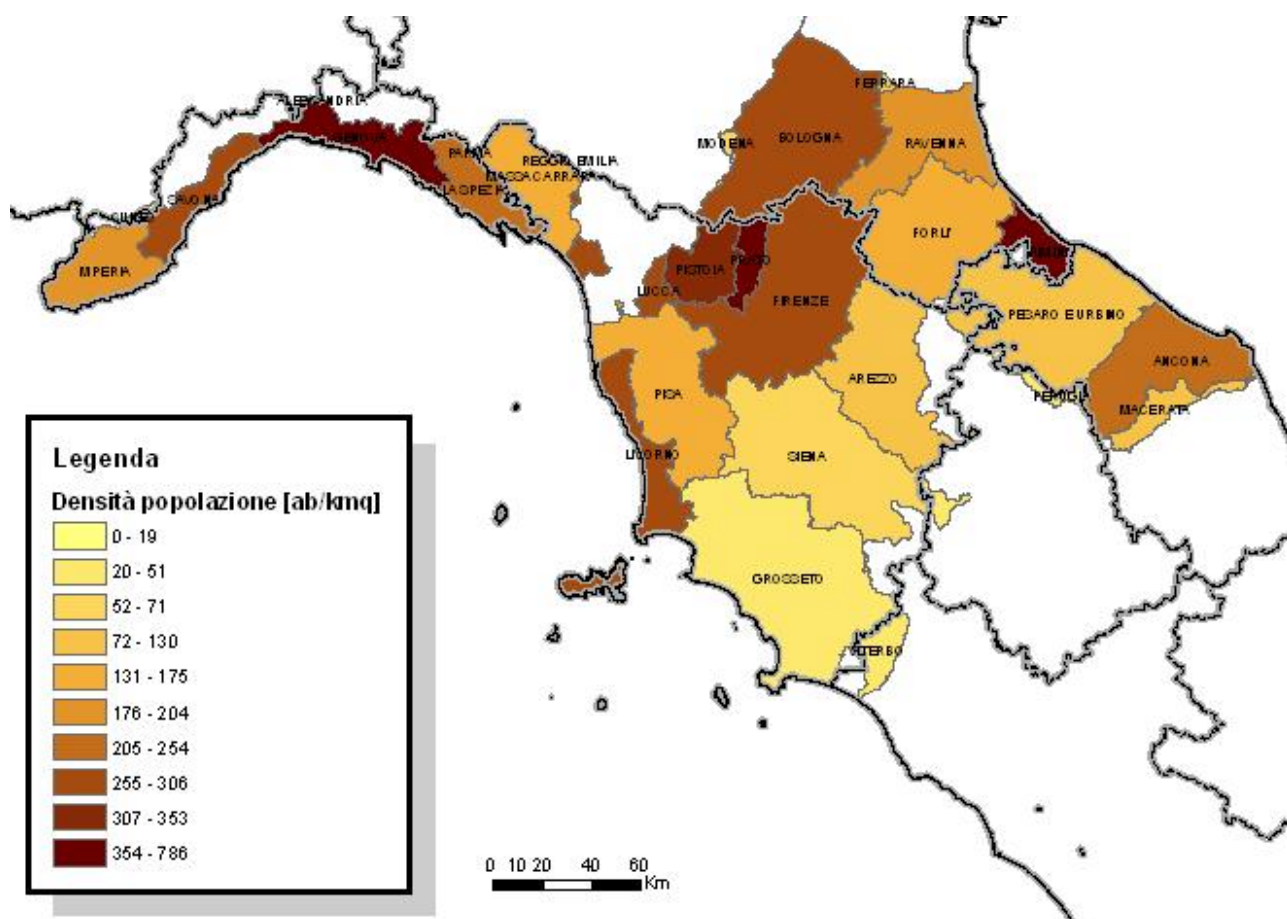 FERRARA
ALESSANDRIA
GENOVA
MODENA
BOLOGNA
RAVENNA
PARMA
REGGIO EMILIA
MASSA CARRARA
LA SPEZIA
SAVONA
CUNEO
FORLI'
IMPERIA
PISTOIA
PRATO
RIMINI
LUCCA
FIRENZE
PESARO E URBINO
ANCONA
AREZZO
PISA
PERUGIA
MACERATA
LIVORNO
SIENA
GROSSETO
VITERBO
Legenda
Densità popolazione [ab/kmq]
0 - 19
20 - 51
52 - 71
72 - 130
131 - 175
176 - 204
205 - 254
255 - 306
307 - 353
354 - 786
0 10 20 40 60
Km